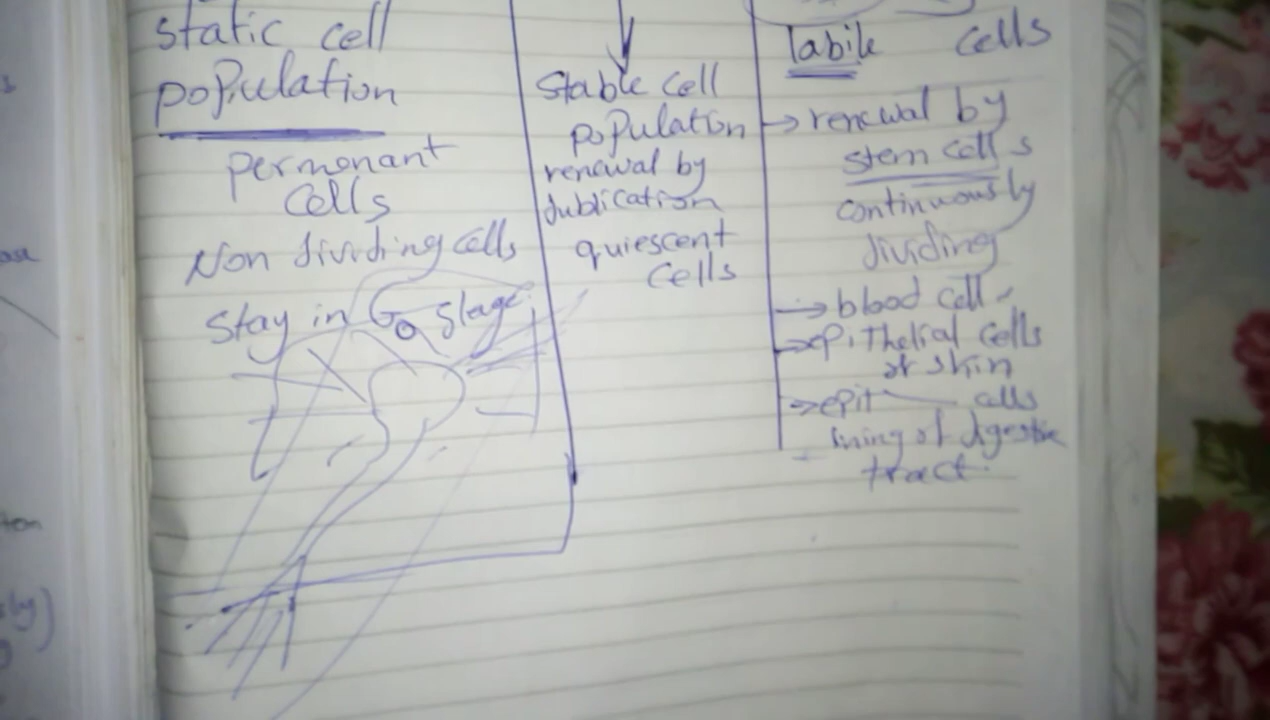 static cell
population
permenant
cells
Non dividing cells
Stay in G0 stage
Stable cell
population
renewal by
dublication
quiescent
cells
labile cells
→ renewal by
stem cells
continuously
dividing
→ blood cell
→ epithelial cells
of skin
→ epit cells
lining of digestive
tract.